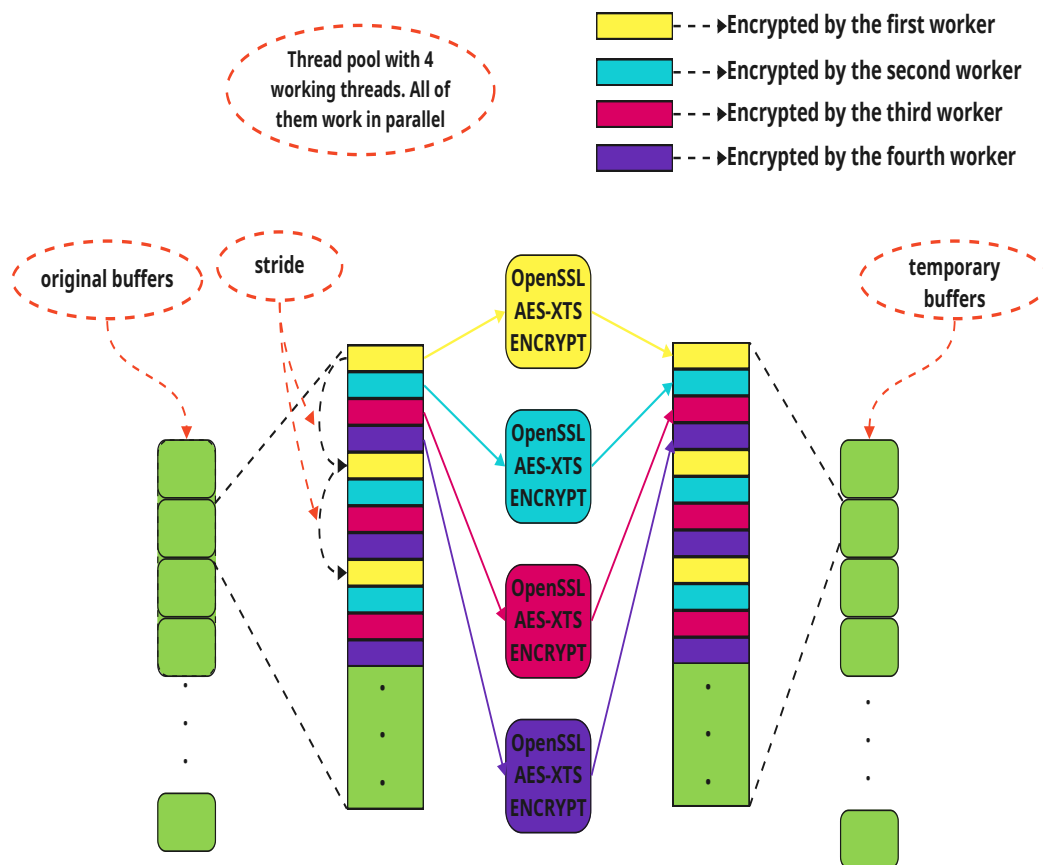 Thread pool with 4
working threads. All of
them work in parallel
Encrypted by the first worker
Encrypted by the second worker
Encrypted by the third worker
Encrypted by the fourth worker
original buffers
stride
temporary
buffers
OpenSSL
AES-XTS
ENCRYPT
OpenSSL
AES-XTS
ENCRYPT
OpenSSL
AES-XTS
ENCRYPT
OpenSSL
AES-XTS
ENCRYPT